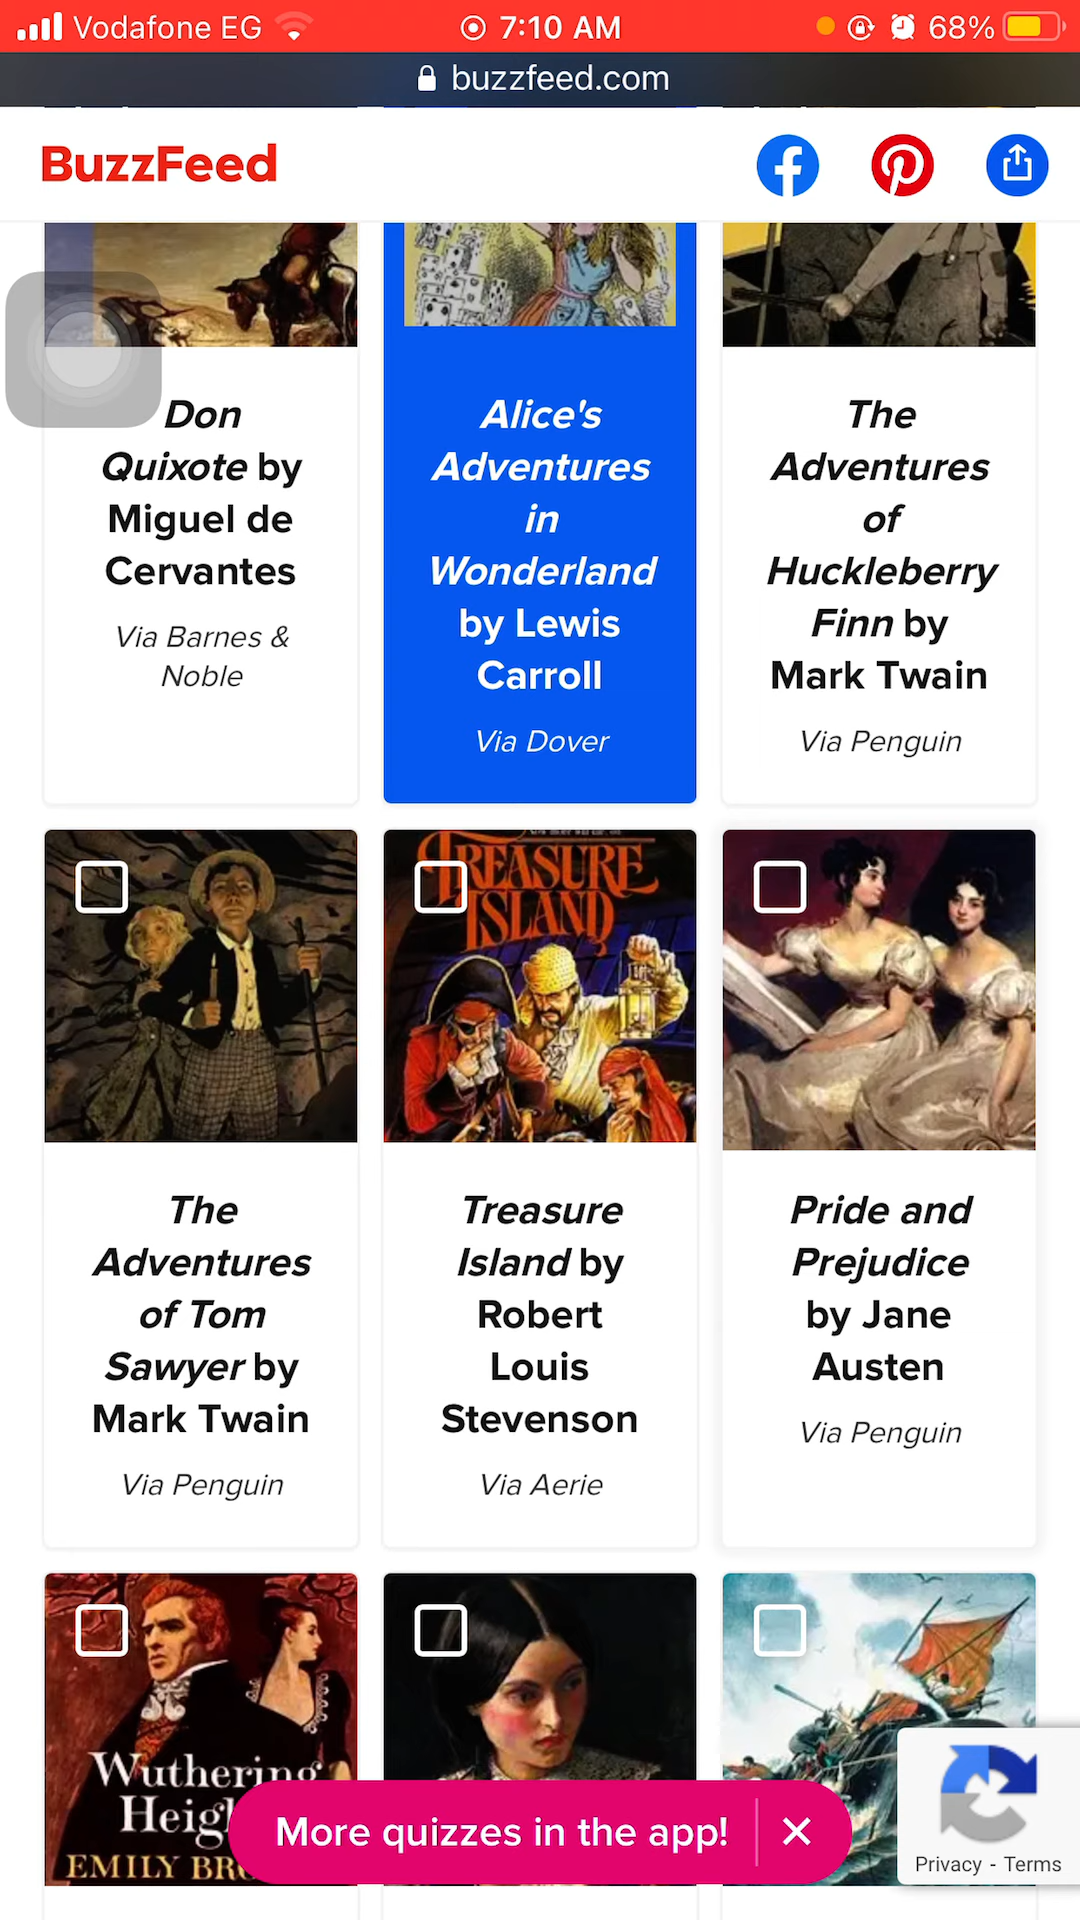 Vodafone EG
7:10 AM
68%
buzzfeed.com
BuzzFeed
Don
Quixote by
Miguel de
Cervantes
Via Barnes &
Noble
Alice's
Adventures
in
Wonderland
by Lewis
Carroll
Via Dover
The
Adventures
of
Huckleberry
Finn by
Mark Twain
Via Penguin
TREASURE
ISLAND
The
Adventures
of Tom
Sawyer by
Mark Twain
Via Penguin
Treasure
Island by
Robert
Louis
Stevenson
Via Aerie
Pride and
Prejudice
by Jane
Austen
Via Penguin
Wuthering
Heig
EMILY BRO
More quizzes in the app!
Privacy - Terms